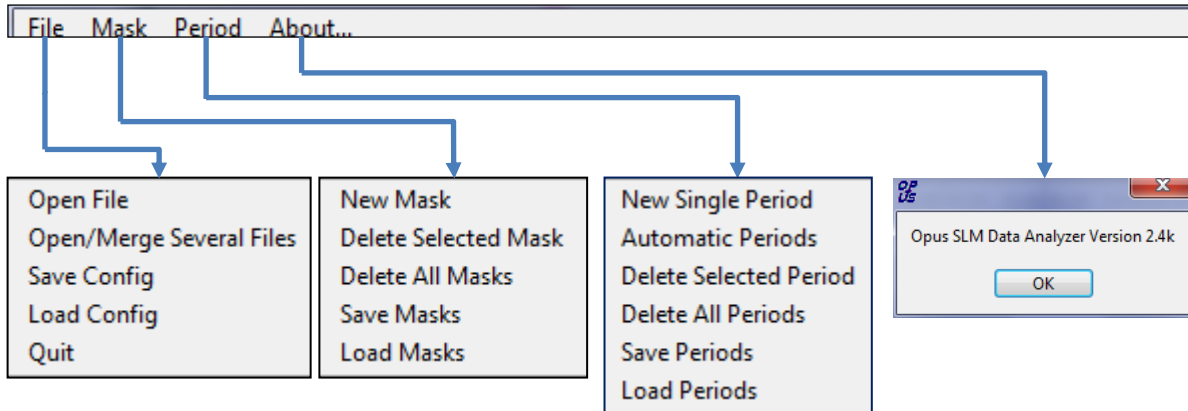 File Mask Period About...
Open File
Open/Merge Several Files
Save Config
Load Config
Quit
New Mask
Delete Selected Mask
Delete All Masks
Save Masks
Load Masks
New Single Period
Automatic Periods
Delete Selected Period
Delete All Periods
Save Periods
Load Periods
OP
US
X
Opus SLM Data Analyzer Version 2.4k
OK